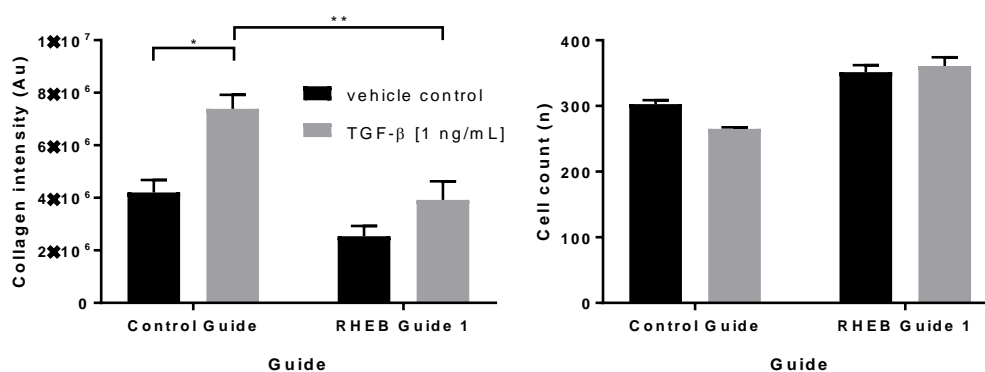 Collagen intensity (Au)
1✖10⁷
8✖10⁶
6✖10⁶
4✖10⁶
2✖10⁶
0
*
**
vehicle control
TGF-β [1 ng/mL]
Control Guide
RHEB Guide 1
Guide
Cell count (n)
400
300
200
100
0
Control Guide
RHEB Guide 1
Guide